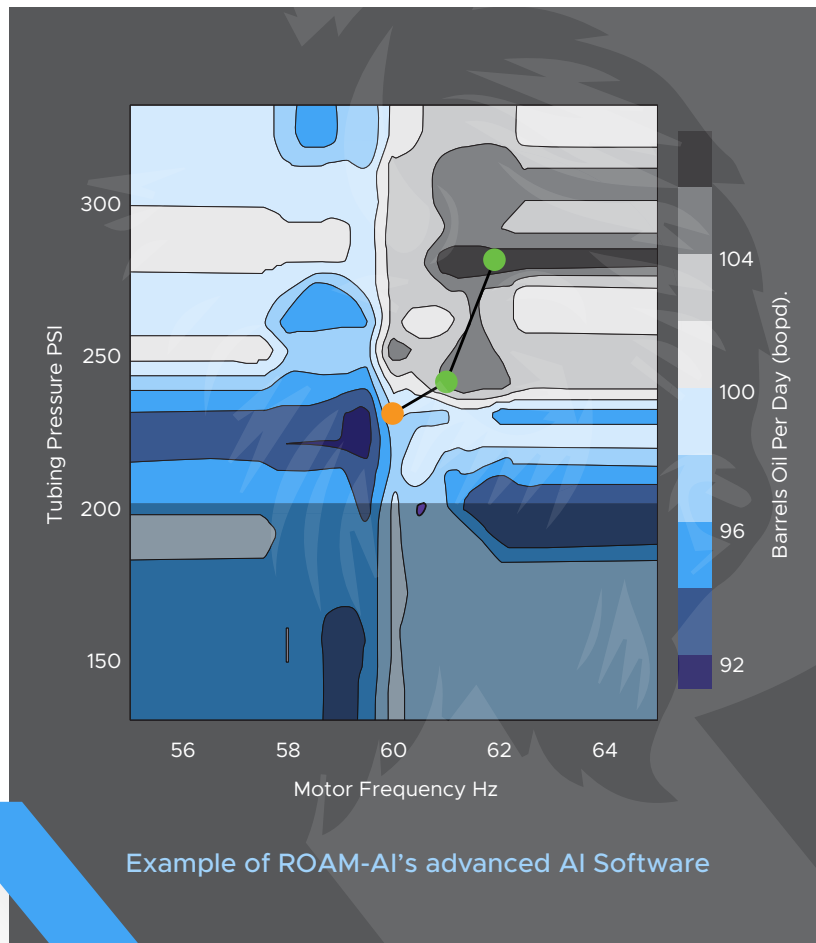 300
250
200
150
Tubing Pressure PSI
56 58 60 62 64
Motor Frequency Hz
104
100
96
92
Barrels Oil Per Day (bopd).
Example of ROAM-AI's advanced AI Software